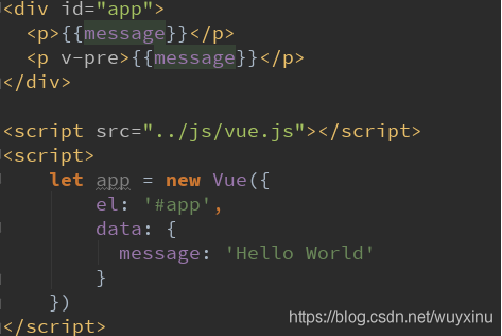 <div id="app">
  <p>{{message}}</p>
  <p v-pre>{{message}}</p>
</div>

<script src="../js/vue.js"></script>
<script>
    let app = new Vue({
        el: '#app',
        data: {
          message: 'Hello World'
        }
    })
</script>
https://blog.csdn.net/wuyxinu